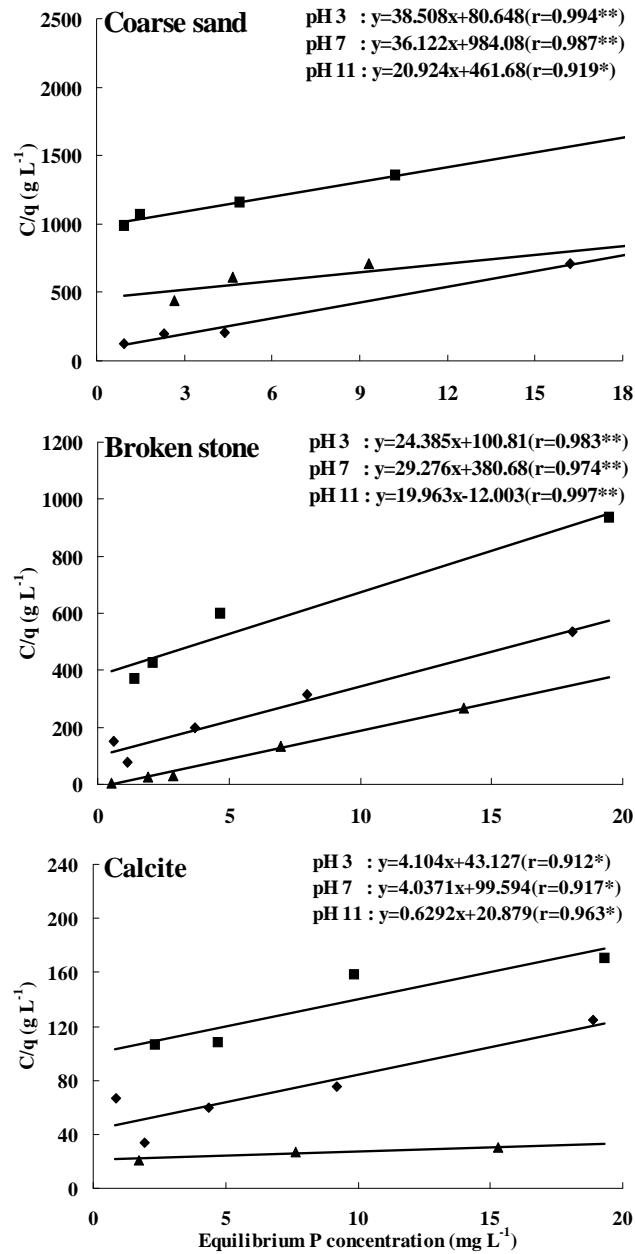 Coarse sand
pH 3 : y=38.508x+80.648(r=0.994**)
pH 7 : y=36.122x+984.08(r=0.987**)
pH 11 : y=20.924x+461.68(r=0.919*)
2500
2000
1500
1000
500
0
C/q (g L-1)
0 3 6 9 12 15 18
Broken stone
pH 3 : y=24.385x+100.81(r=0.983**)
pH 7 : y=29.276x+380.68(r=0.974**)
pH 11 : y=19.963x-12.003(r=0.997**)
1200
1000
800
600
400
200
0
C/q (g L-1)
0 5 10 15 20
Calcite
pH 3 : y=4.104x+43.127(r=0.912*)
pH 7 : y=4.0371x+99.594(r=0.917*)
pH 11 : y=0.6292x+20.879(r=0.963*)
240
200
160
120
80
40
0
C/q (g L-1)
0 5 10 15 20
Equilibrium P concentration (mg L-1)